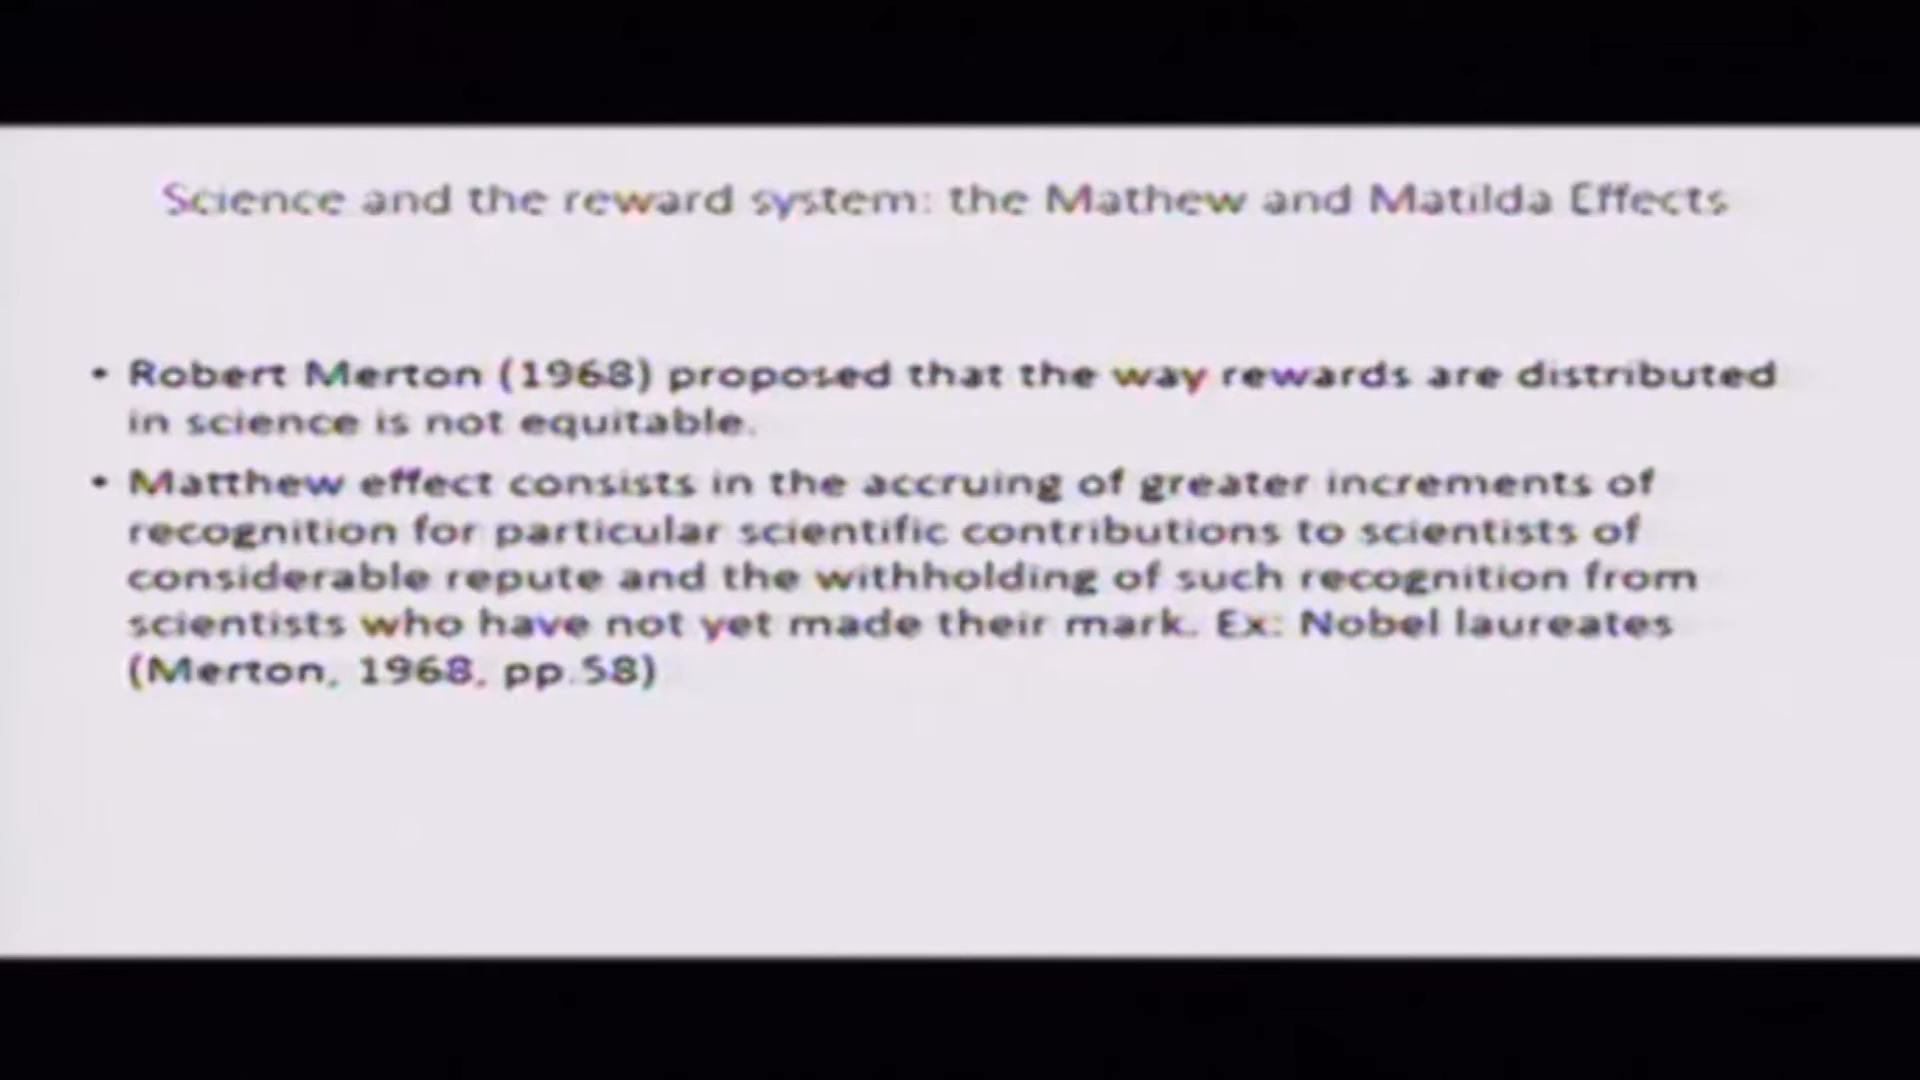 Science and the reward system: the Mathew and Matilda Effects
• Robert Merton (1968) proposed that the way rewards are distributed
in science is not equitable.
• Matthew effect consists in the accruing of greater increments of
recognition for particular scientific contributions to scientists of
considerable repute and the withholding of such recognition from
scientists who have not yet made their mark. Ex: Nobel laureates
(Merton, 1968, pp.58)